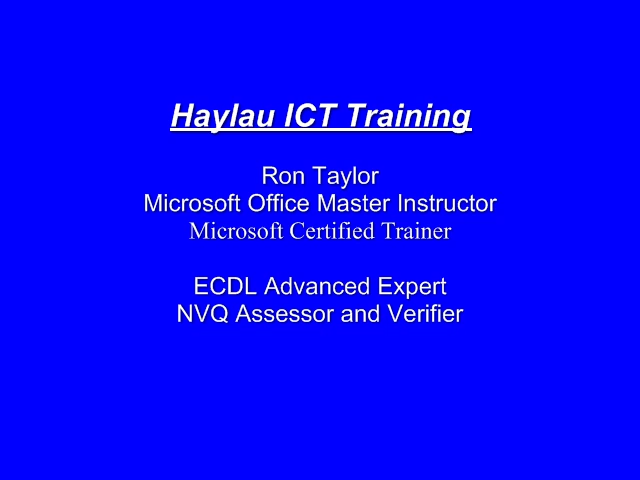 Haylau ICT Training
Ron Taylor
Microsoft Office Master Instructor
Microsoft Certified Trainer
ECDL Advanced Expert
NVQ Assessor and Verifier